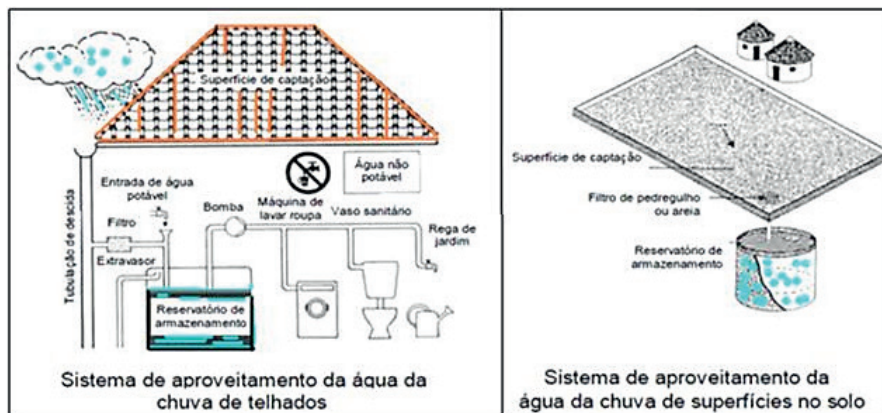 Superfície de captação
Água não
potável
Entrada de água
potável
Máquina de
lavar roupa
Vaso sanitário
Bomba
Rega de
jardim
Filtro
Tubulação de descida
Extravasor
Reservatório de
armazenamento
Sistema de aproveitamento da água da
chuva de telhados
Superfície de captação
Filtro de pedregulho
ou areia
Reservatório de
armazenamento
Sistema de aproveitamento da
água da chuva de superfícies no solo